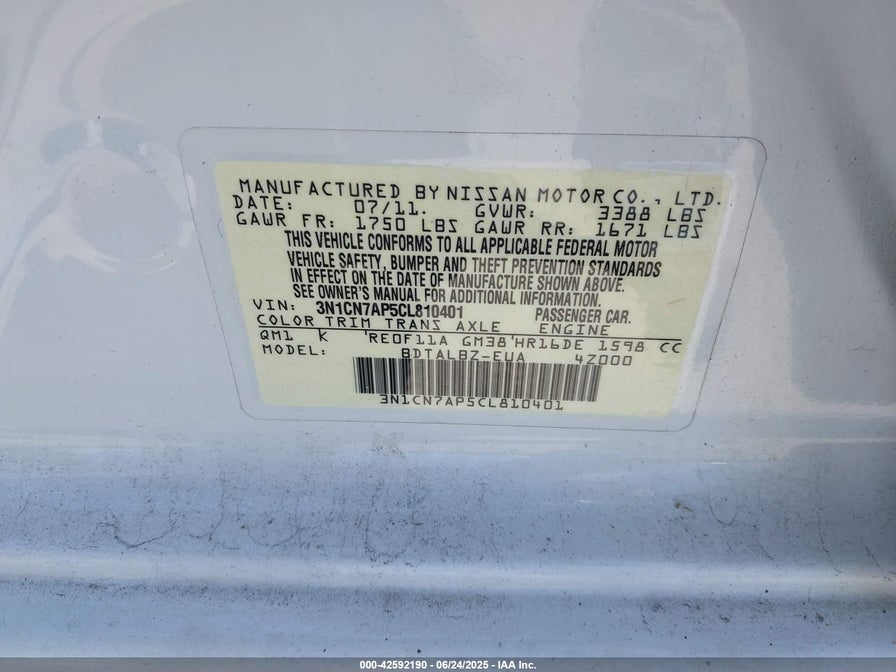 MANUFACTURED BY NISSAN MOTOR CO., LTD.
DATE: 07/11. GVWR: 3388 LBS
GAWR FR: 1750 LBS GAWR RR: 1671 LBS
THIS VEHICLE CONFORMS TO ALL APPLICABLE FEDERAL MOTOR
VEHICLE SAFETY, BUMPER AND THEFT PREVENTION STANDARDS
IN EFFECT ON THE DATE OF MANUFACTURE SHOWN ABOVE.
SEE OWNER'S MANUAL FOR ADDITIONAL INFORMATION.
VIN: 3N1CN7AP5CL810401 PASSENGER CAR.
COLOR TRIM TRANS AXLE ENGINE
QM1 K 'RE0F11A GM38'HR16DE 1598 CC
MODEL: BDTALBZ-EUA 4Z000
3N1CN7AP5CL810401
000-42592190 - 06/24/2025 - IAA Inc.